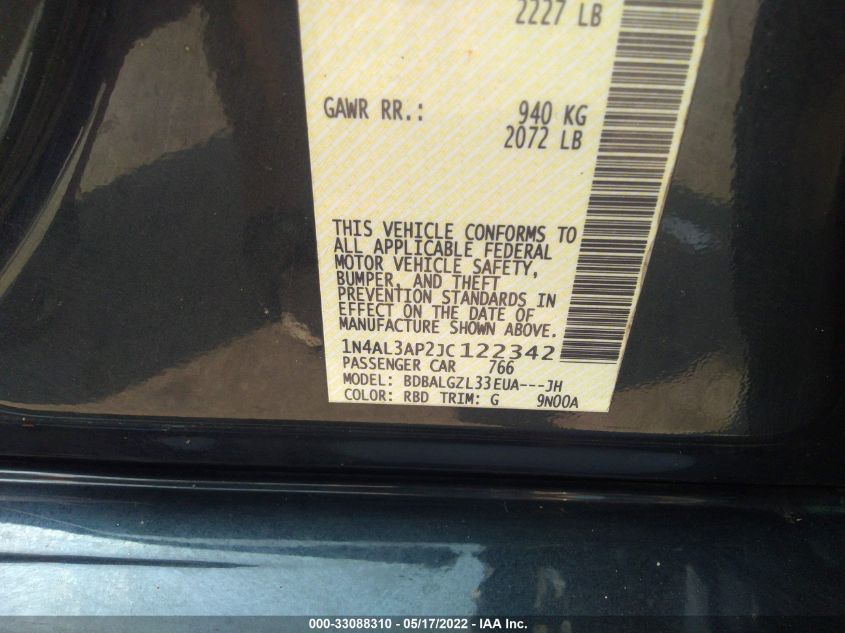 2227 LB
GAWR RR.: 940 KG
2072 LB
THIS VEHICLE CONFORMS TO
ALL APPLICABLE FEDERAL
MOTOR VEHICLE SAFETY,
BUMPER, AND THEFT
PREVENTION STANDARDS IN
EFFECT ON THE DATE OF
MANUFACTURE SHOWN ABOVE.
1N4AL3AP2JC122342
PASSENGER CAR 766
MODEL: BDBALGZL33EUA---JH
COLOR: RBD TRIM: G 9N00A
000-33088310 - 05/17/2022 - IAA Inc.